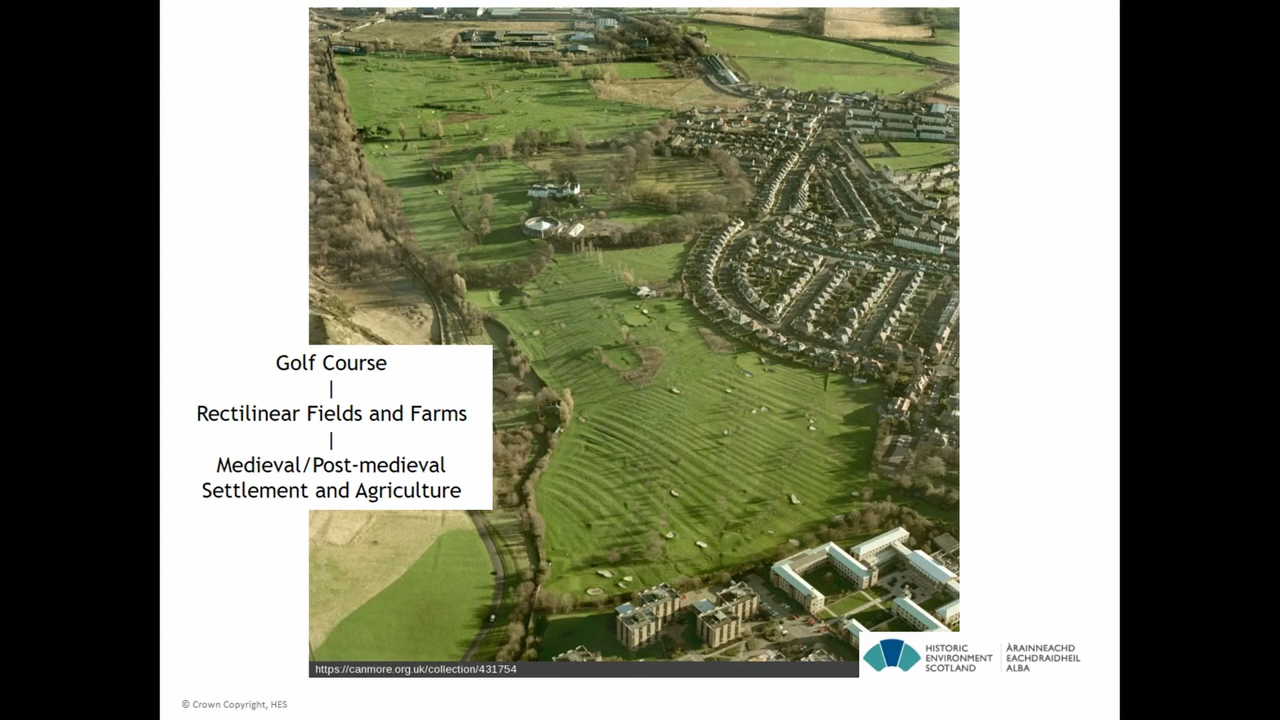 Golf Course
|
Rectilinear Fields and Farms
|
Medieval/Post-medieval
Settlement and Agriculture
https://canmore.org.uk/collection/431754
HISTORIC
ENVIRONMENT
SCOTLAND
ÀRAINNEACHD
EACHDRAIDHEIL
ALBA
© Crown Copyright, HES